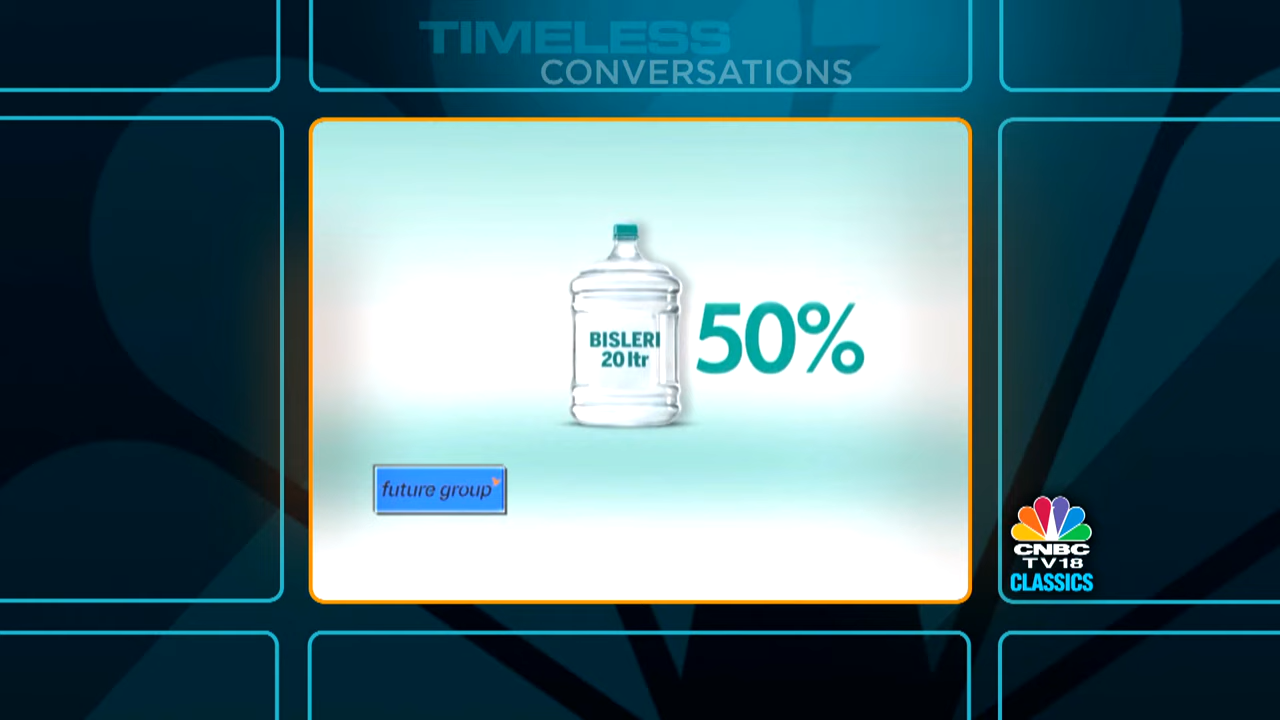 TIMELESS
CONVERSATIONS
BISLERI
20 ltr
50%
future group
CNBC
TV18
CLASSICS